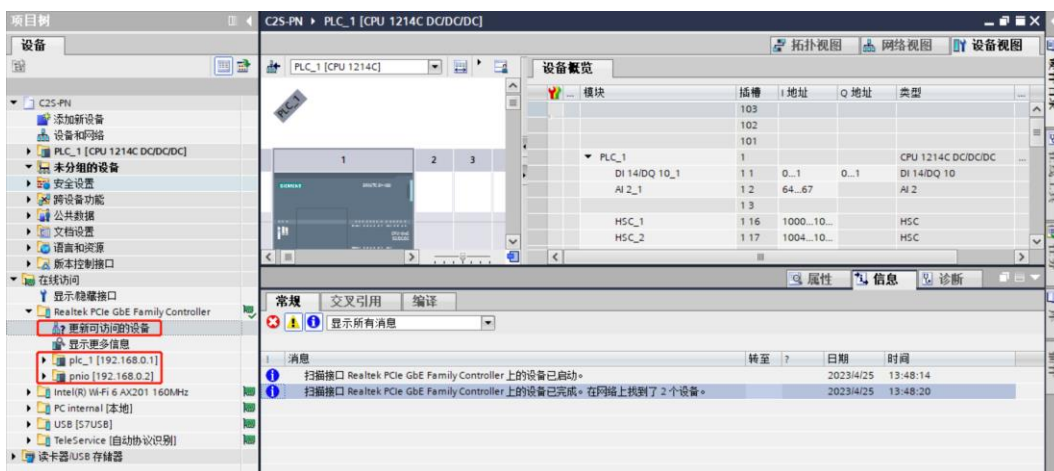 项目树
C2S-PN ▸ PLC_1 [CPU 1214C DC/DC/DC]
设备
拓扑视图
网络视图
设备视图
PLC_1 [CPU 1214C]
设备概览
C2S-PN
添加新设备
设备和网络
PLC_1 [CPU 1214C DC/DC/DC]
未分组的设备
安全设置
跨设备功能
公共数据
文档设置
语言和资源
版本控制接口
在线访问
显示/隐藏接口
Realtek PCIe GbE Family Controller
更新可访问的设备
显示更多信息
plc_1 [192.168.0.1]
pnio [192.168.0.2]
Intel(R) Wi-Fi 6 AX201 160MHz
PC internal [本地]
USB [S7USB]
TeleService [自动协议识别]
读卡器/USB 存储器
PLC_1
1 2 3
SIEMENS
... 模块 插槽 I 地址 Q 地址 类型 ...
103
102
101
PLC_1 1 CPU 1214C DC/DC/DC
DI 14/DQ 10_1 1 1 0...1 0...1 DI 14/DQ 10
AI 2_1 1 2 64...67 AI 2
1 3
HSC_1 1 16 1000...10... HSC
HSC_2 1 17 1004...10... HSC
属性 信息 诊断
常规 交叉引用 编译
显示所有消息
! 消息 转至 ? 日期 时间
扫描接口 Realtek PCIe GbE Family Controller 上的设备已启动。 2023/4/25 13:48:14
扫描接口 Realtek PCIe GbE Family Controller 上的设备已完成。在网络上找到了 2 个设备。 2023/4/25 13:48:20